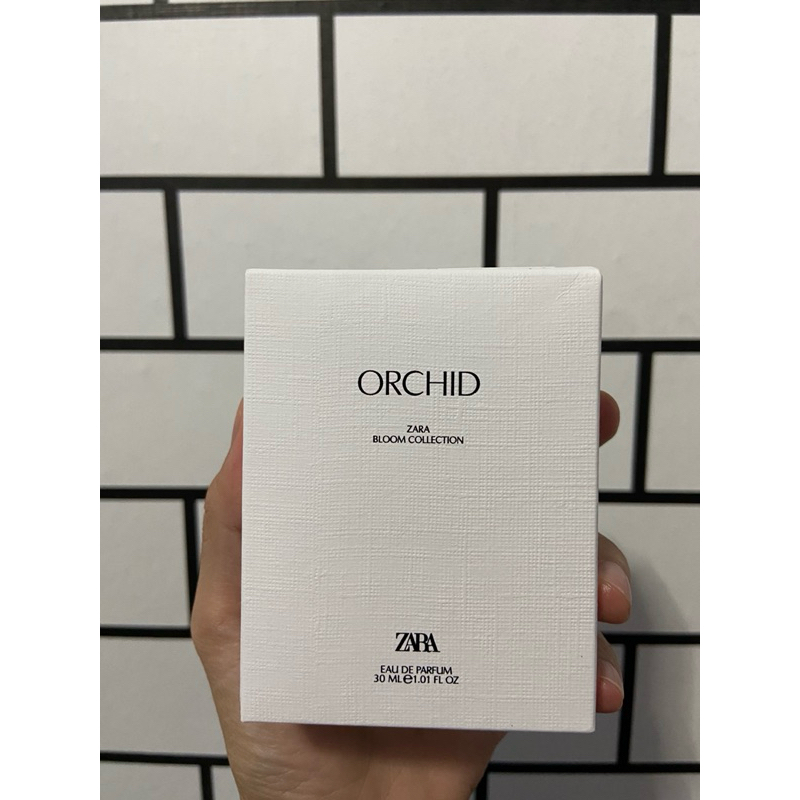 ORCHID
ZARA
BLOOM COLLECTION
ZARA
EAU DE PARFUM
30 ML℮1.01 FL OZ